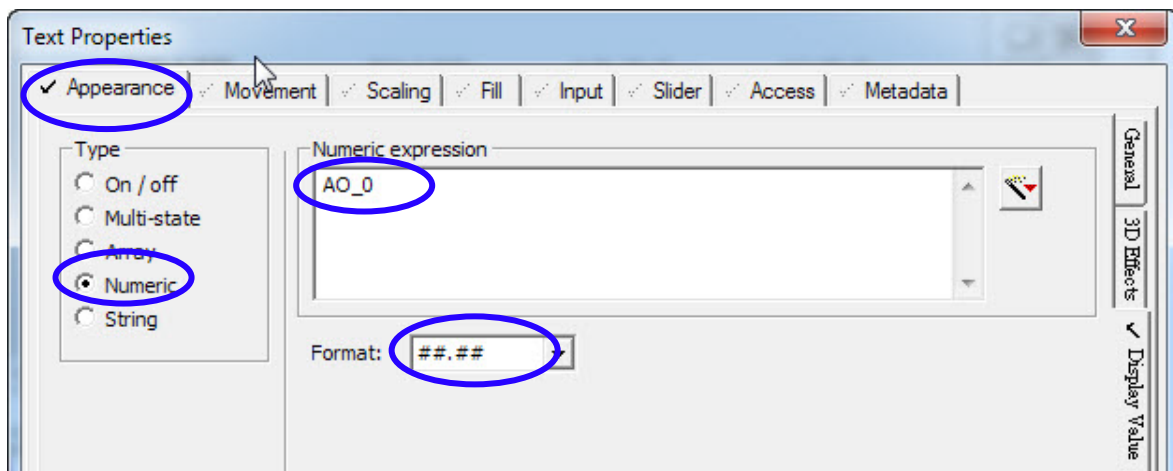 Text Properties
X
Appearance Movement Scaling Fill Input Slider Access Metadata
Type
On / off
Multi-state
Array
Numeric
String
Numeric expression
AO_0
Format: ##.##
General
3D Effects
Display Value